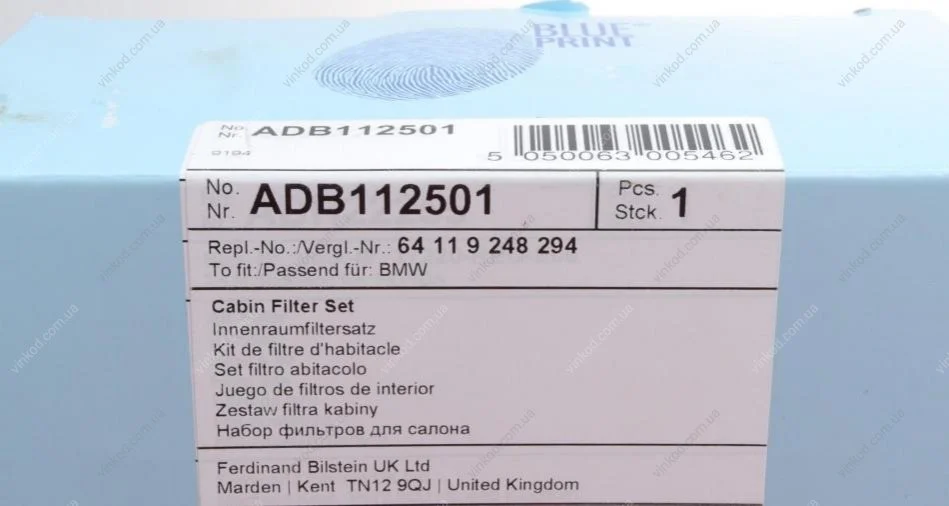 BLUE
PRINT
No. ADB112501
Nr.
9194
5 050063 005462
No. ADB112501
Nr.
Pcs. 1
Stck.
Repl.-No.:/Vergl.-Nr.: 64 11 9 248 294
To fit:/Passend für: BMW
Cabin Filter Set
Innenraumfiltersatz
Kit de filtre d'habitacle
Set filtro abitacolo
Juego de filtros de interior
Zestaw filtra kabiny
Набор фильтров для салона
Ferdinand Bilstein UK Ltd
Marden | Kent TN12 9QJ | United Kingdom
vinkod.com.ua